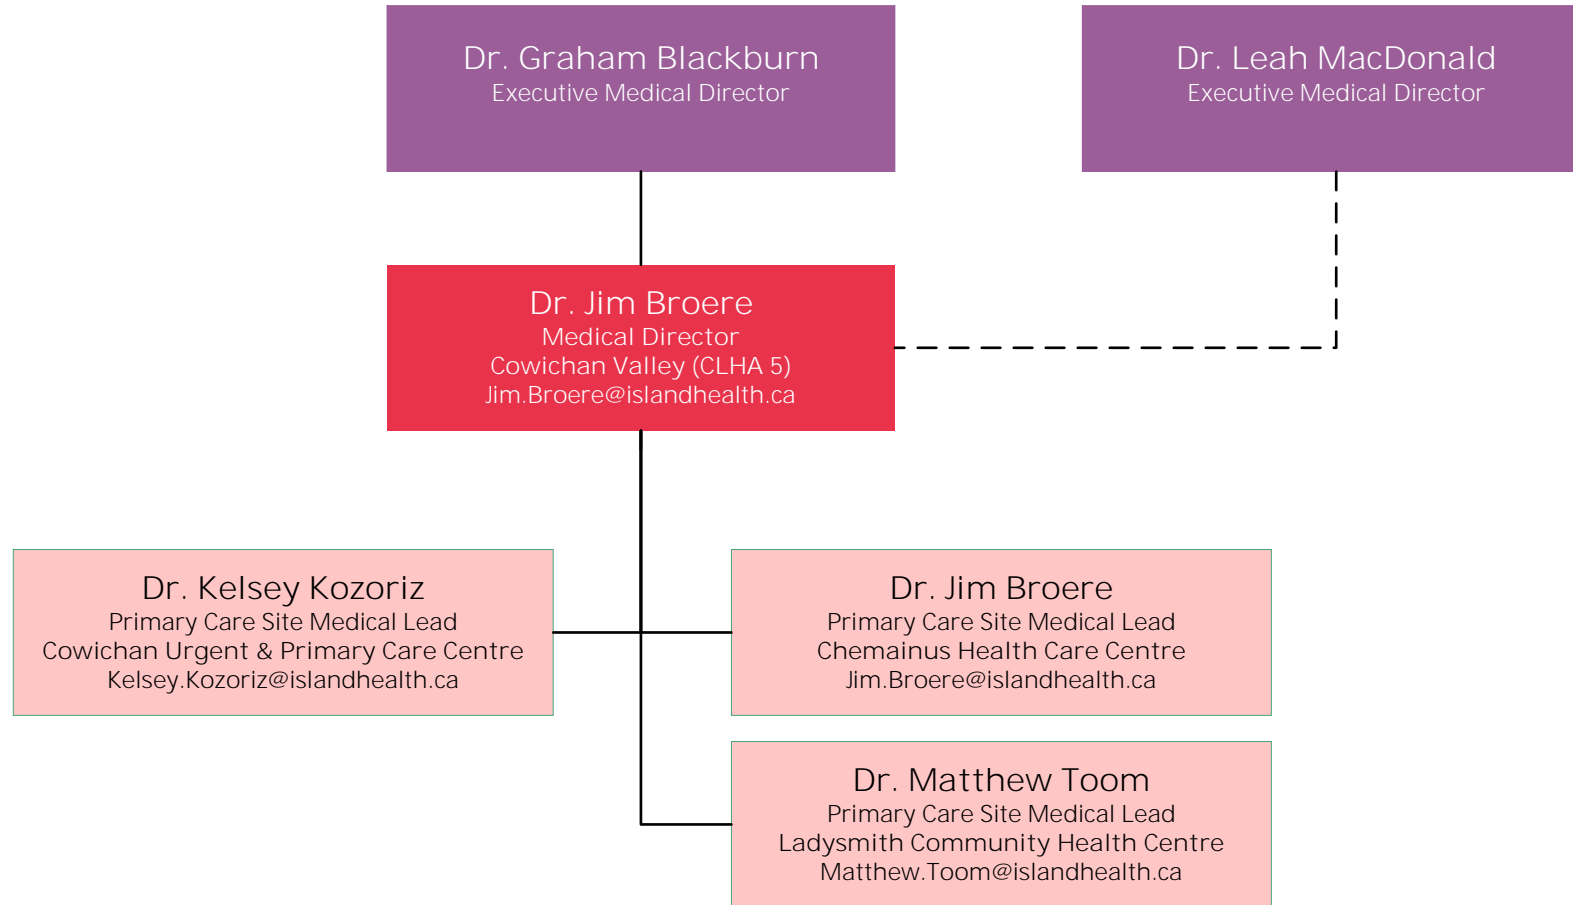 Dr. Graham Blackburn
Executive Medical Director
Dr. Leah MacDonald
Executive Medical Director
Dr. Jim Broere
Medical Director
Cowichan Valley (CLHA 5)
Jim.Broere@islandhealth.ca
Dr. Kelsey Kozoriz
Primary Care Site Medical Lead
Cowichan Urgent & Primary Care Centre
Kelsey.Kozoriz@islandhealth.ca
Dr. Jim Broere
Primary Care Site Medical Lead
Chemainus Health Care Centre
Jim.Broere@islandhealth.ca
Dr. Matthew Toom
Primary Care Site Medical Lead
Ladysmith Community Health Centre
Matthew.Toom@islandhealth.ca